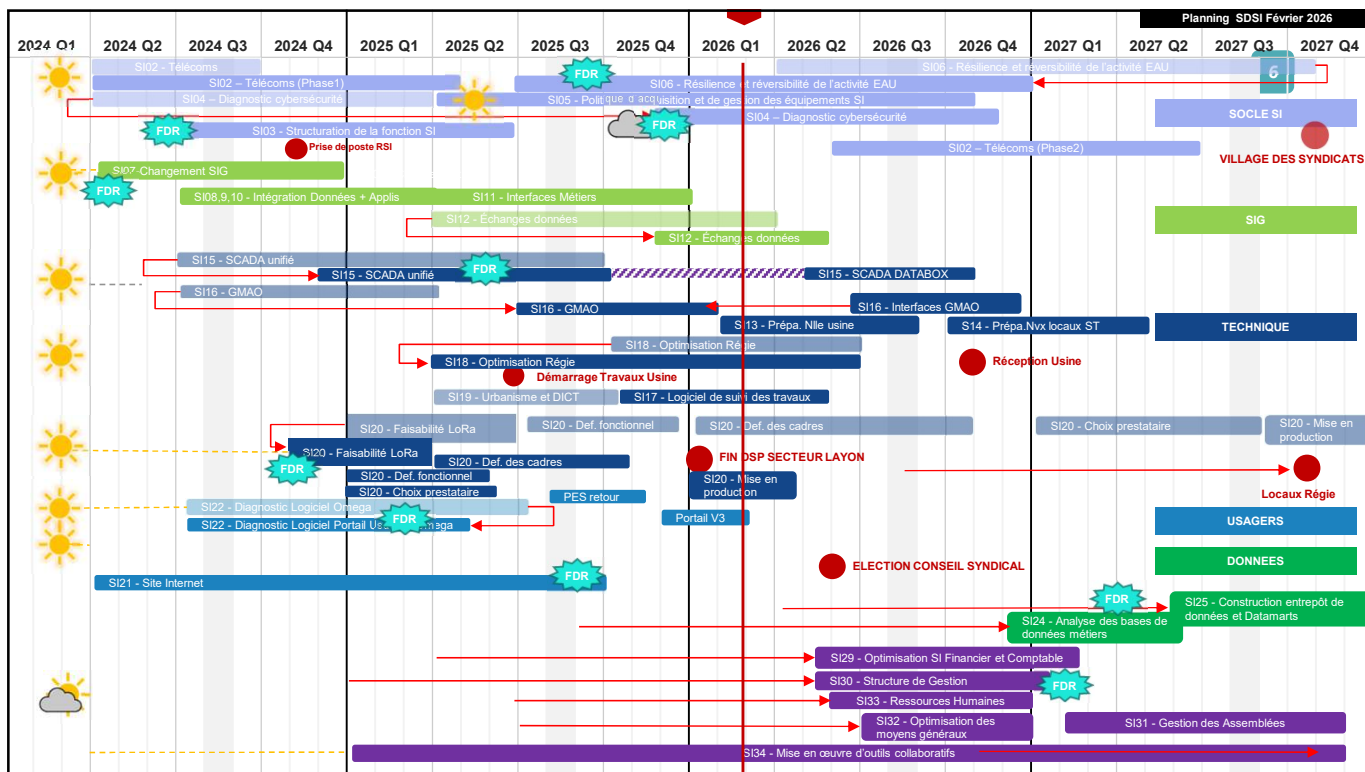 Planning SDSI Février 2026
2024 Q1 2024 Q2 2024 Q3 2024 Q4 2025 Q1 2025 Q2 2025 Q3 2025 Q4 2026 Q1 2026 Q2 2026 Q3 2026 Q4 2027 Q1 2027 Q2 2027 Q3 2027 Q4
SI02 - Télécoms
SI06 - Résilience et réversibilité de l'activité EAU
FDR
6
SI02 – Télécoms (Phase1)
SI06 - Résilience et réversibilité de l'activité EAU
SI04 – Diagnostic cybersécurité
SI05 - Politique d'acquisition et de gestion des équipements SI
SOCLE SI
SI04 – Diagnostic cybersécurité
FDR
FDR
SI03 - Structuration de la fonction SI
Prise de poste RSI
SI02 – Télécoms (Phase2)
VILLAGE DES SYNDICATS
SI07-Changement SIG
FDR
SI08,9,10 - Intégration Données + Applis
SI11 - Interfaces Métiers
SI12 - Échanges données
SIG
SI12 - Échanges données
SI15 - SCADA unifié
FDR
SI15 - SCADA unifié
SI15 - SCADA DATABOX
SI16 - GMAO
SI16 - GMAO
SI16 - Interfaces GMAO
SI13 - Prépa. Nlle usine
S14 - Prépa.Nvx locaux ST
TECHNIQUE
SI18 - Optimisation Régie
SI18 - Optimisation Régie
Réception Usine
Démarrage Travaux Usine
SI19 - Urbanisme et DICT
SI17 - Logiciel de suivi des travaux
SI20 - Faisabilité LoRa
SI20 - Def. fonctionnel
SI20 - Def. des cadres
SI20 - Choix prestataire
SI20 - Mise en
production
SI20 - Faisabilité LoRa
FDR
SI20 - Def. des cadres
FIN DSP SECTEUR LAYON
SI20 - Def. fonctionnel
SI20 - Mise en
production
SI20 - Choix prestataire
PES retour
Locaux Régie
SI22 - Diagnostic Logiciel Omega
FDR
SI22 - Diagnostic Logiciel Portail
Portail V3
USAGERS
DONNEES
ELECTION CONSEIL SYNDICAL
SI21 - Site Internet
FDR
FDR
SI25 - Construction entrepôt de
données et Datamarts
SI24 - Analyse des bases de
données métiers
SI29 - Optimisation SI Financier et Comptable
SI30 - Structure de Gestion
FDR
SI33 - Ressources Humaines
SI32 - Optimisation des
moyens généraux
SI31 - Gestion des Assemblées
SI34 - Mise en œuvre d'outils collaboratifs